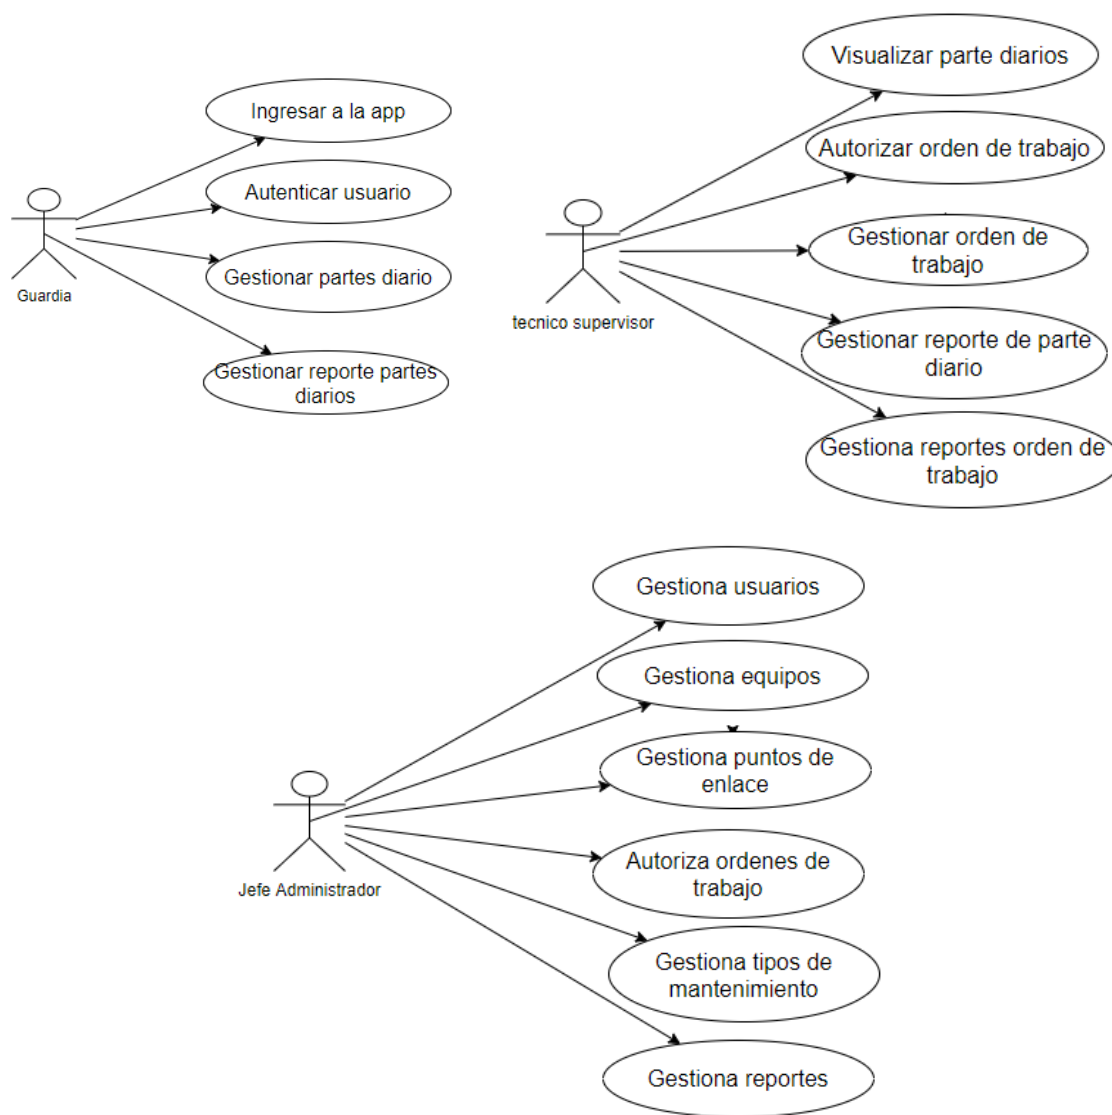 Ingresar a la app
Autenticar usuario
Gestionar partes diario
Gestionar reporte partes
diarios
Guardia
Visualizar parte diarios
Autorizar orden de trabajo
Gestionar orden de
trabajo
Gestionar reporte de parte
diario
Gestiona reportes orden de
trabajo
tecnico supervisor
Gestiona usuarios
Gestiona equipos
Gestiona puntos de
enlace
Autoriza ordenes de
trabajo
Gestiona tipos de
mantenimiento
Gestiona reportes
Jefe Administrador